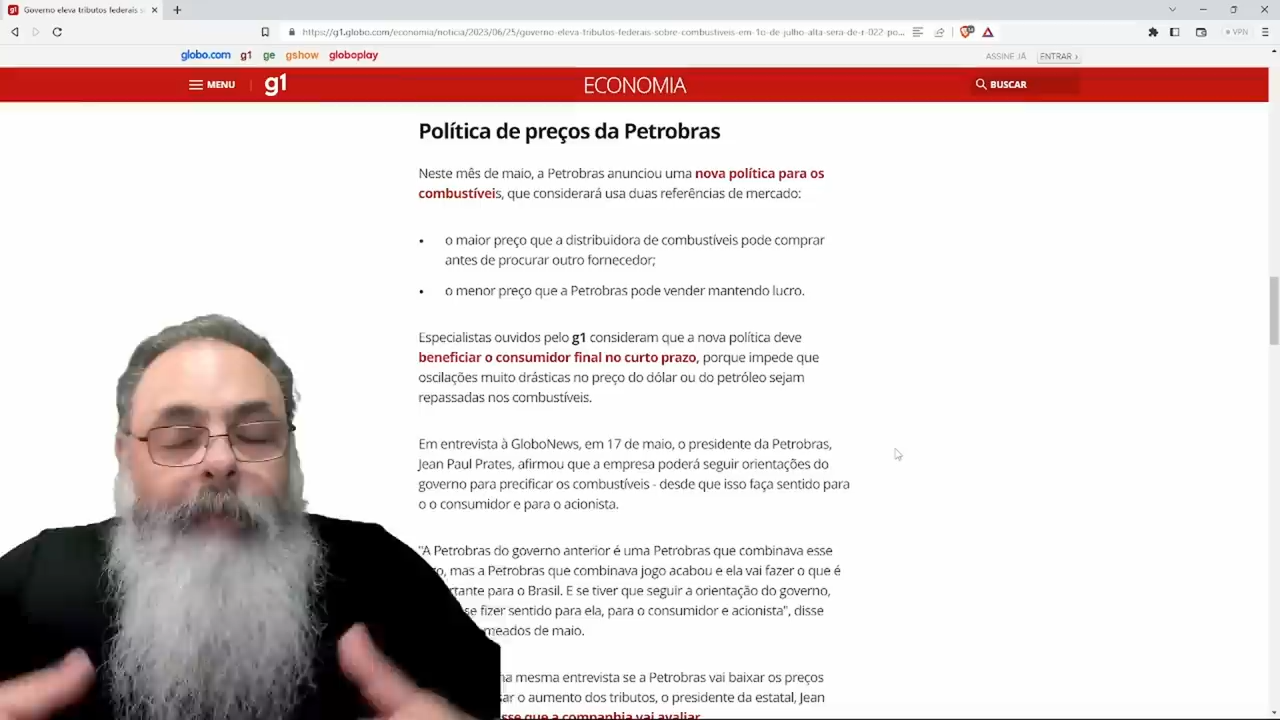 Governo eleva tributos federais s
https://g1.globo.com/economia/noticia/2023/06/25/governo-eleva-tributos-federais-sobre-combustiveis-em-1o-de-julho-alta-sera-de-r-022-po...
VPN
globo.com g1 ge gshow globoplay
ASSINE JÁ ENTRAR ›
MENU g1 ECONOMIA BUSCAR
Política de preços da Petrobras
Neste mês de maio, a Petrobras anunciou uma nova política para os
combustíveis, que considerará usa duas referências de mercado:
• o maior preço que a distribuidora de combustíveis pode comprar
antes de procurar outro fornecedor;
• o menor preço que a Petrobras pode vender mantendo lucro.
Especialistas ouvidos pelo g1 consideram que a nova política deve
beneficiar o consumidor final no curto prazo, porque impede que
oscilações muito drásticas no preço do dólar ou do petróleo sejam
repassadas nos combustíveis.
Em entrevista à GloboNews, em 17 de maio, o presidente da Petrobras,
Jean Paul Prates, afirmou que a empresa poderá seguir orientações do
governo para precificar os combustíveis - desde que isso faça sentido para
o o consumidor e para o acionista.
"A Petrobras do governo anterior é uma Petrobras que combinava esse
mas a Petrobras que combinava jogo acabou e ela vai fazer o que é
para o Brasil. E se tiver que seguir a orientação do governo,
se fizer sentido para ela, para o consumidor e acionista", disse
meados de maio.
mesma entrevista se a Petrobras vai baixar os preços
o aumento dos tributos, o presidente da estatal, Jean
que a companhia vai avaliar.